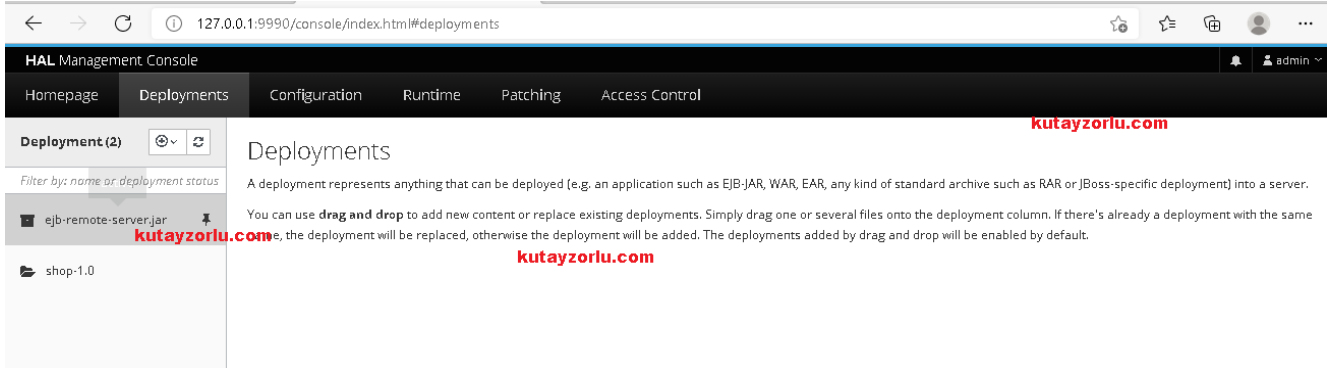 127.0.0.1:9990/console/index.html#deployments
HAL Management Console
admin
Homepage Deployments Configuration Runtime Patching Access Control
kutayzorlu.com
Deployment (2)
Deployments
Filter by: name or deployment status
A deployment represents anything that can be deployed (e.g. an application such as EJB-JAR, WAR, EAR, any kind of standard archive such as RAR or JBoss-specific deployment) into a server.
ejb-remote-server.jar
You can use drag and drop to add new content or replace existing deployments. Simply drag one or several files onto the deployment column. If there's already a deployment with the same
kutayzorlu.com
the deployment will be replaced, otherwise the deployment will be added. The deployments added by drag and drop will be enabled by default.
kutayzorlu.com
shop-1.0